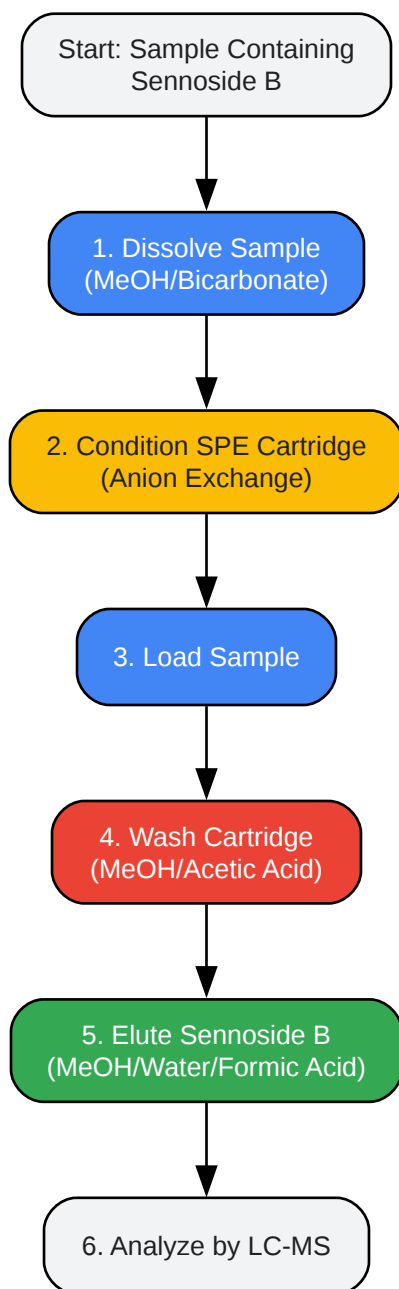 Start: Sample Containing
Sennoside B
1. Dissolve Sample
(MeOH/Bicarbonate)
2. Condition SPE Cartridge
(Anion Exchange)
3. Load Sample
4. Wash Cartridge
(MeOH/Acetic Acid)
5. Elute Sennoside B
(MeOH/Water/Formic Acid)
6. Analyze by LC-MS